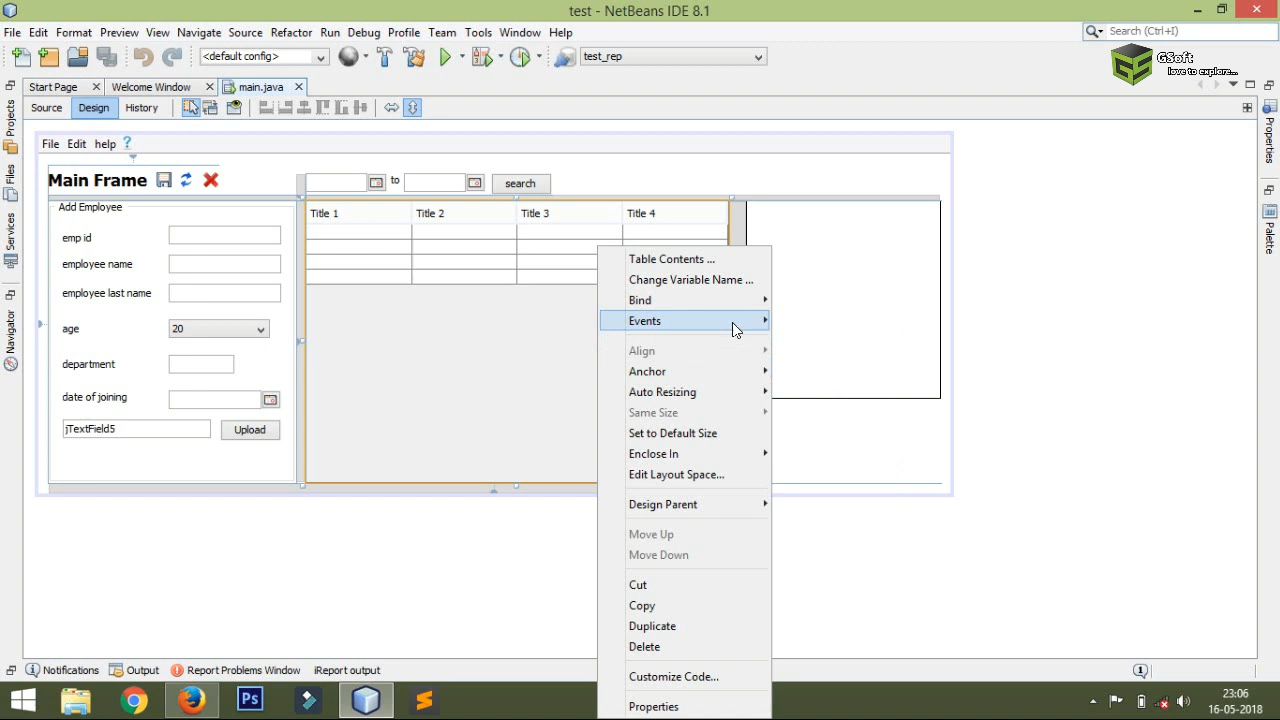 test - NetBeans IDE 8.1
File Edit Format Preview View Navigate Source Refactor Run Debug Profile Team Tools Window Help
Search (Ctrl+I)
<default config>
test_rep
GSoft
love to explore...
Start Page
Welcome Window
main.java
Source Design History
Projects
Files
Services
Navigator
Properties
Palette
File Edit help ?
Main Frame
to
search
Add Employee
emp id
employee name
employee last name
age
20
department
date of joining
jTextField5
Upload
Title 1 Title 2 Title 3 Title 4
Table Contents ...
Change Variable Name ...
Bind
Events
Align
Anchor
Auto Resizing
Same Size
Set to Default Size
Enclose In
Edit Layout Space...
Design Parent
Move Up
Move Down
Cut
Copy
Duplicate
Delete
Customize Code...
Properties
Notifications
Output
Report Problems Window
iReport output
1
Ps
23:06
16-05-2018